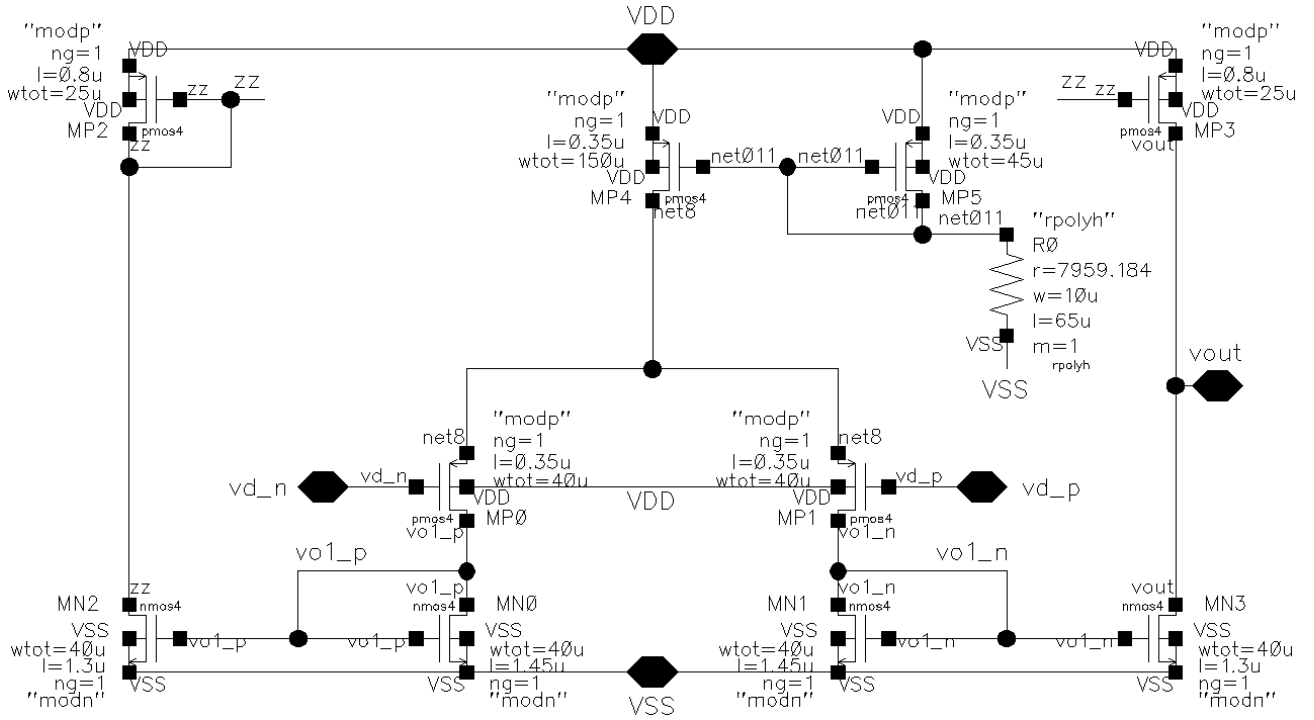 VDD
"modp"
ng=1
VDD
l=0.8u
wtot=25u
VDD
MP2
pmos4
zz
zz
zz
"modp"
ng=1
VDD
l=0.35u
wtot=150u
VDD
MP4
pmos4
net8
net011
net011
"modp"
ng=1
VDD
l=0.35u
wtot=45u
VDD
MP5
pmos4
net011
net011
zz
zz
"modp"
ng=1
VDD
l=0.8u
wtot=25u
VDD
MP3
pmos4
vout
"rpolyh"
R0
r=7959.184
w=10u
l=65u
m=1
rpolyh
VSS
VSS
vout
net8
"modp"
ng=1
l=0.35u
wtot=40u
VDD
MP0
pmos4
vo1_p
vd_n
vd_n
VDD
"modp"
ng=1
l=0.35u
wtot=40u
VDD
MP1
pmos4
vo1_n
net8
vd_p
vd_p
vo1_p
vo1_n
zz
MN2
nmos4
VSS
wtot=40u
l=1.3u
ng=1
"modn"
VSS
vo1_p
vo1_p
vo1_p
MN0
nmos4
VSS
wtot=40u
l=1.45u
ng=1
"modn"
VSS
VSS
vo1_n
MN1
nmos4
VSS
wtot=40u
l=1.45u
ng=1
"modn"
VSS
vo1_n
vo1_n
vout
MN3
nmos4
VSS
wtot=40u
l=1.3u
ng=1
"modn"
VSS